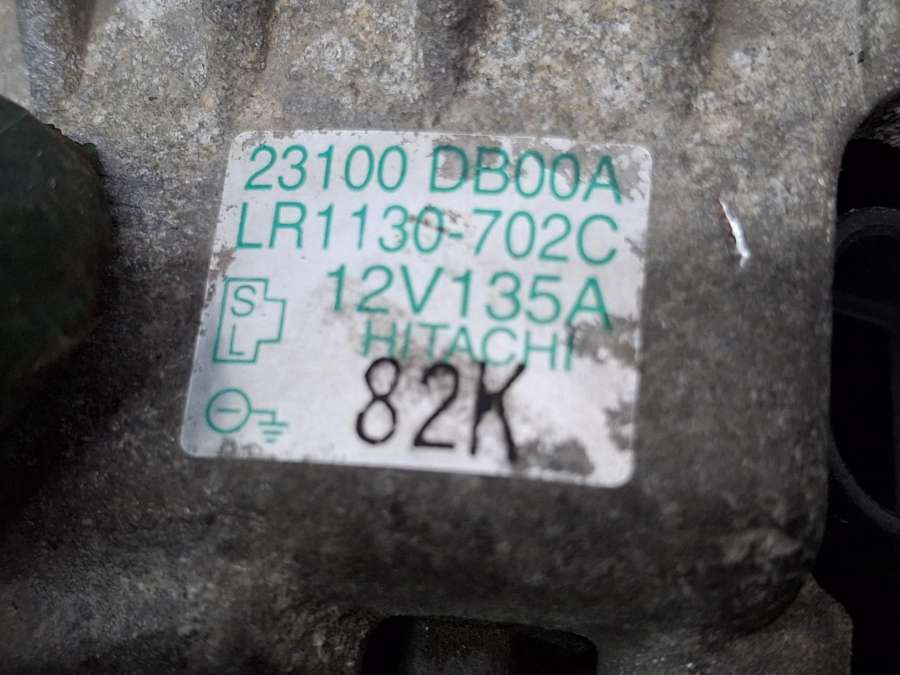 23100 DB00A
LR1130-702C
12V135A
S
L
HITACHI
82K